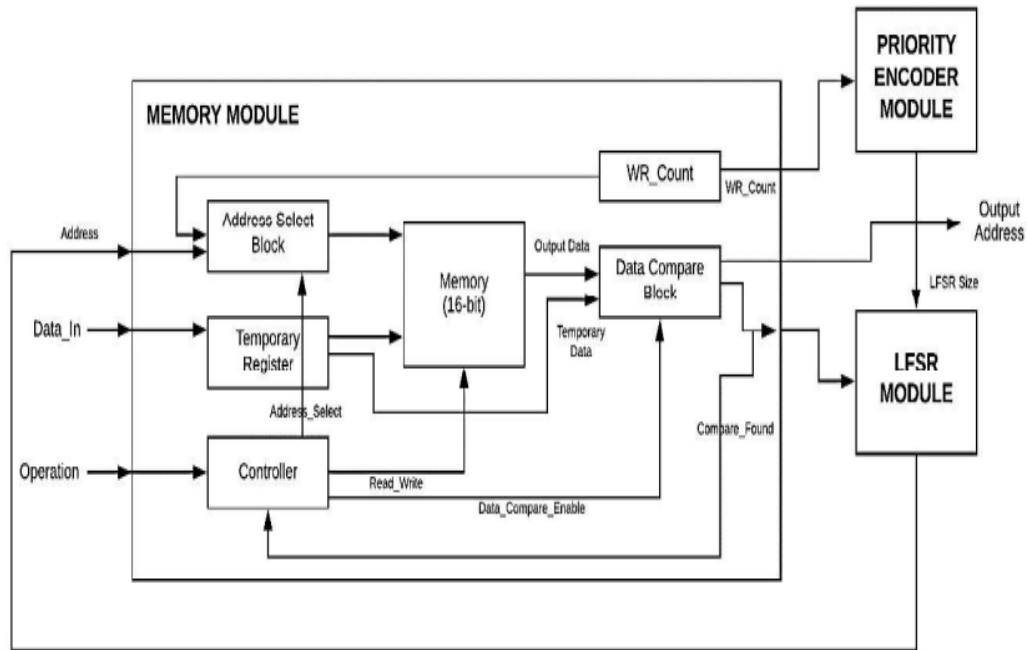 PRIORITY
ENCODER
MODULE
MEMORY MODULE
WR_Count
WR_Count
Address
Address Select
Block
Output
Address
Output Data
Memory
(16-bit)
Data Compare
Block
LFSR Size
Data_In
Temporary
Register
Temporary
Data
LFSR
MODULE
Address_Select
Compare_Found
Operation
Controller
Read_Write
Data_Compare_Enable